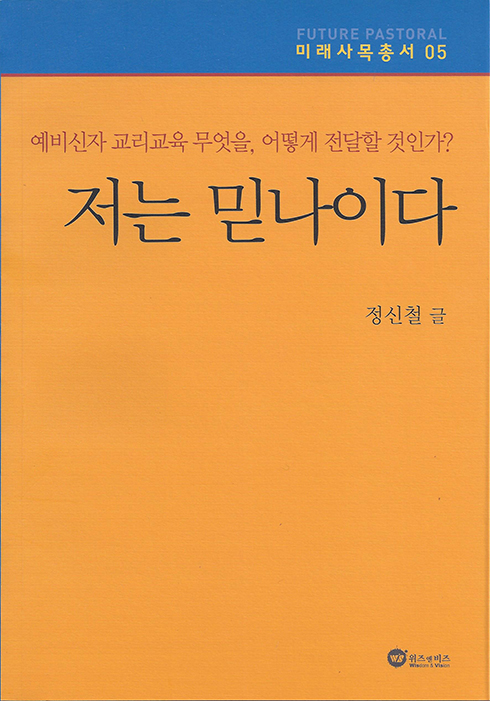 FUTURE PASTORAL
미래사목총서 05
예비신자 교리교육 무엇을, 어떻게 전달할 것인가?
저는 믿나이다
정신철 글
WS 위즈앤비즈
Wisdom & Vision